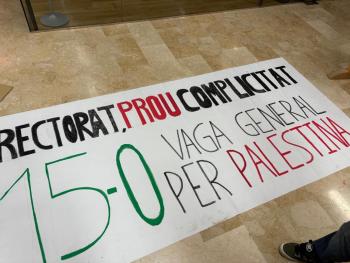 RECTORAT, PROU COMPLICITAT
15-O VAGA GENERAL
PER PALESTINA